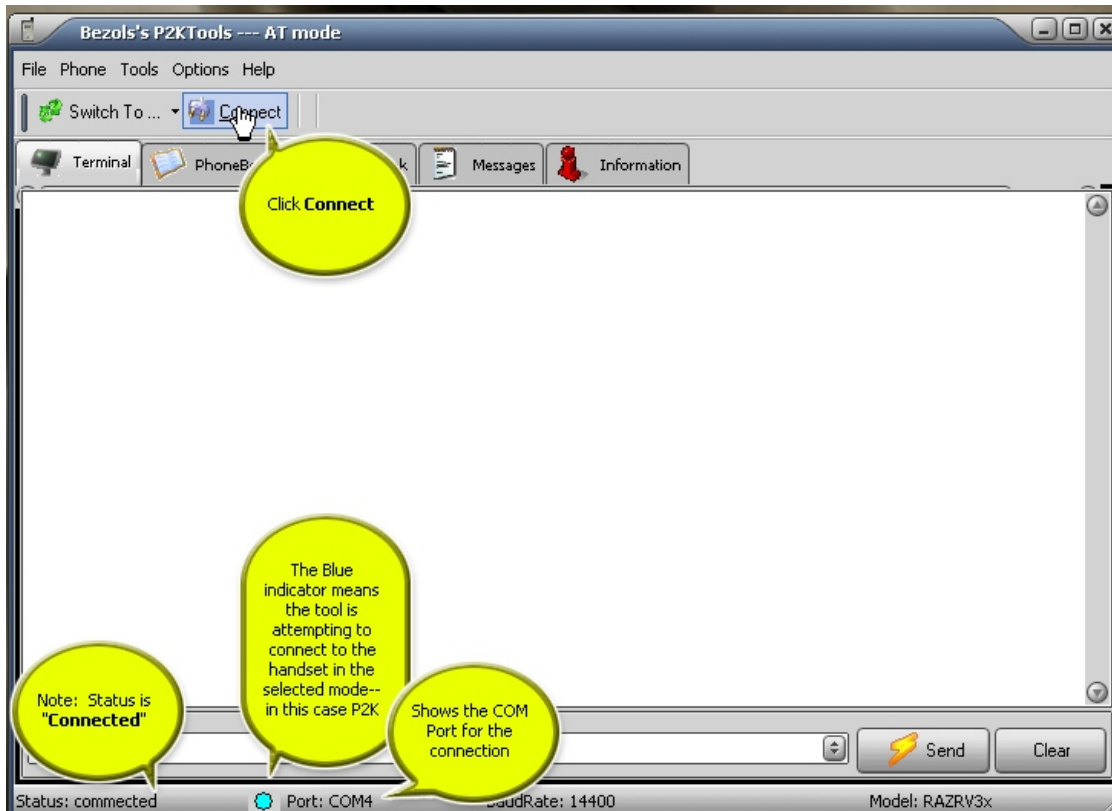 Bezols's P2KTools --- AT mode
File Phone Tools Options Help
Switch To ... Connect
Terminal PhoneB k Messages Information
Click Connect
The Blue
indicator means
the tool is
attempting to
connect to the
handset in the
selected mode--
in this case P2K
Note: Status is
"Connected"
Shows the COM
Port for the
connection
Send Clear
Status: commected Port: COM4 BaudRate: 14400 Model: RAZRV3x